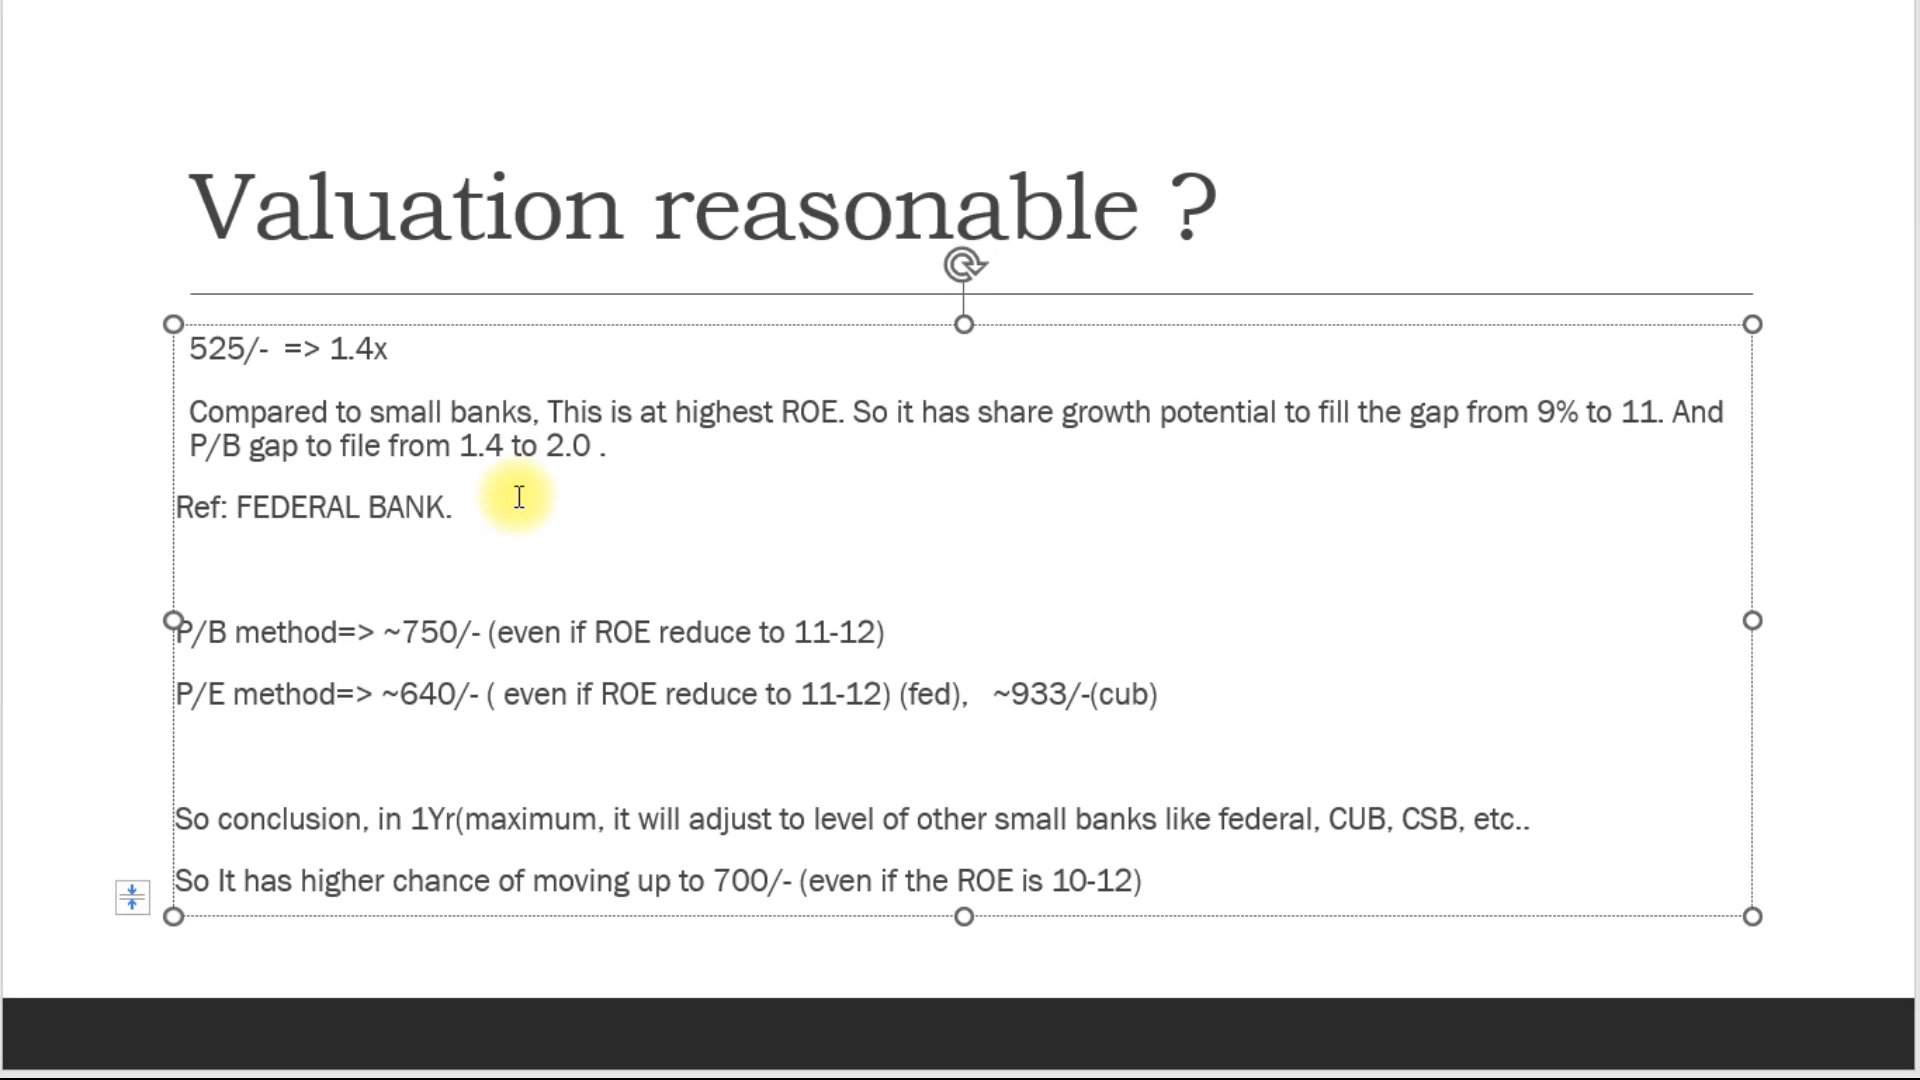 Valuation reasonable ?
525/-  => 1.4x
Compared to small banks, This is at highest ROE. So it has share growth potential to fill the gap from 9% to 11. And
P/B gap to file from 1.4 to 2.0 .
Ref: FEDERAL BANK.
P/B method=> ~750/- (even if ROE reduce to 11-12)
P/E method=> ~640/- ( even if ROE reduce to 11-12) (fed),   ~933/-(cub)
So conclusion, in 1Yr(maximum, it will adjust to level of other small banks like federal, CUB, CSB, etc..
So It has higher chance of moving up to 700/- (even if the ROE is 10-12)